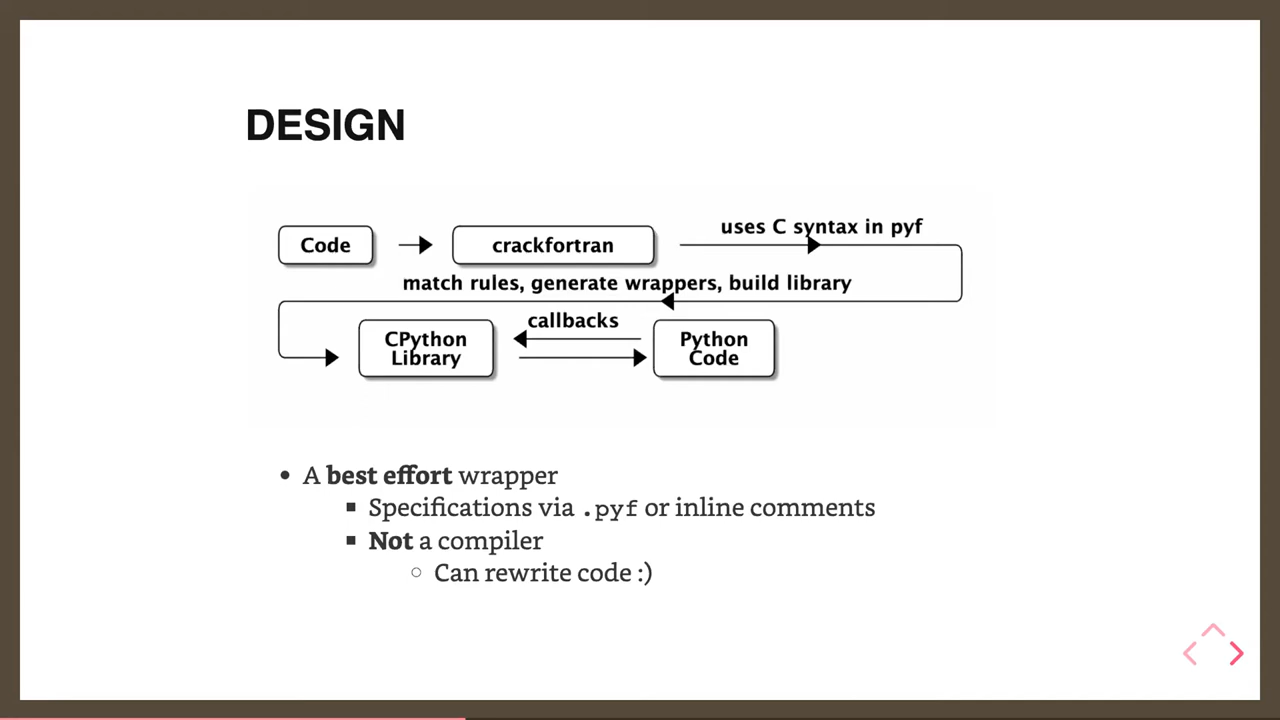 DESIGN
Code
crackfortran
uses C syntax in pyf
match rules, generate wrappers, build library
callbacks
CPython
Library
Python
Code
• A best effort wrapper
▪ Specifications via .pyf or inline comments
▪ Not a compiler
○ Can rewrite code :)